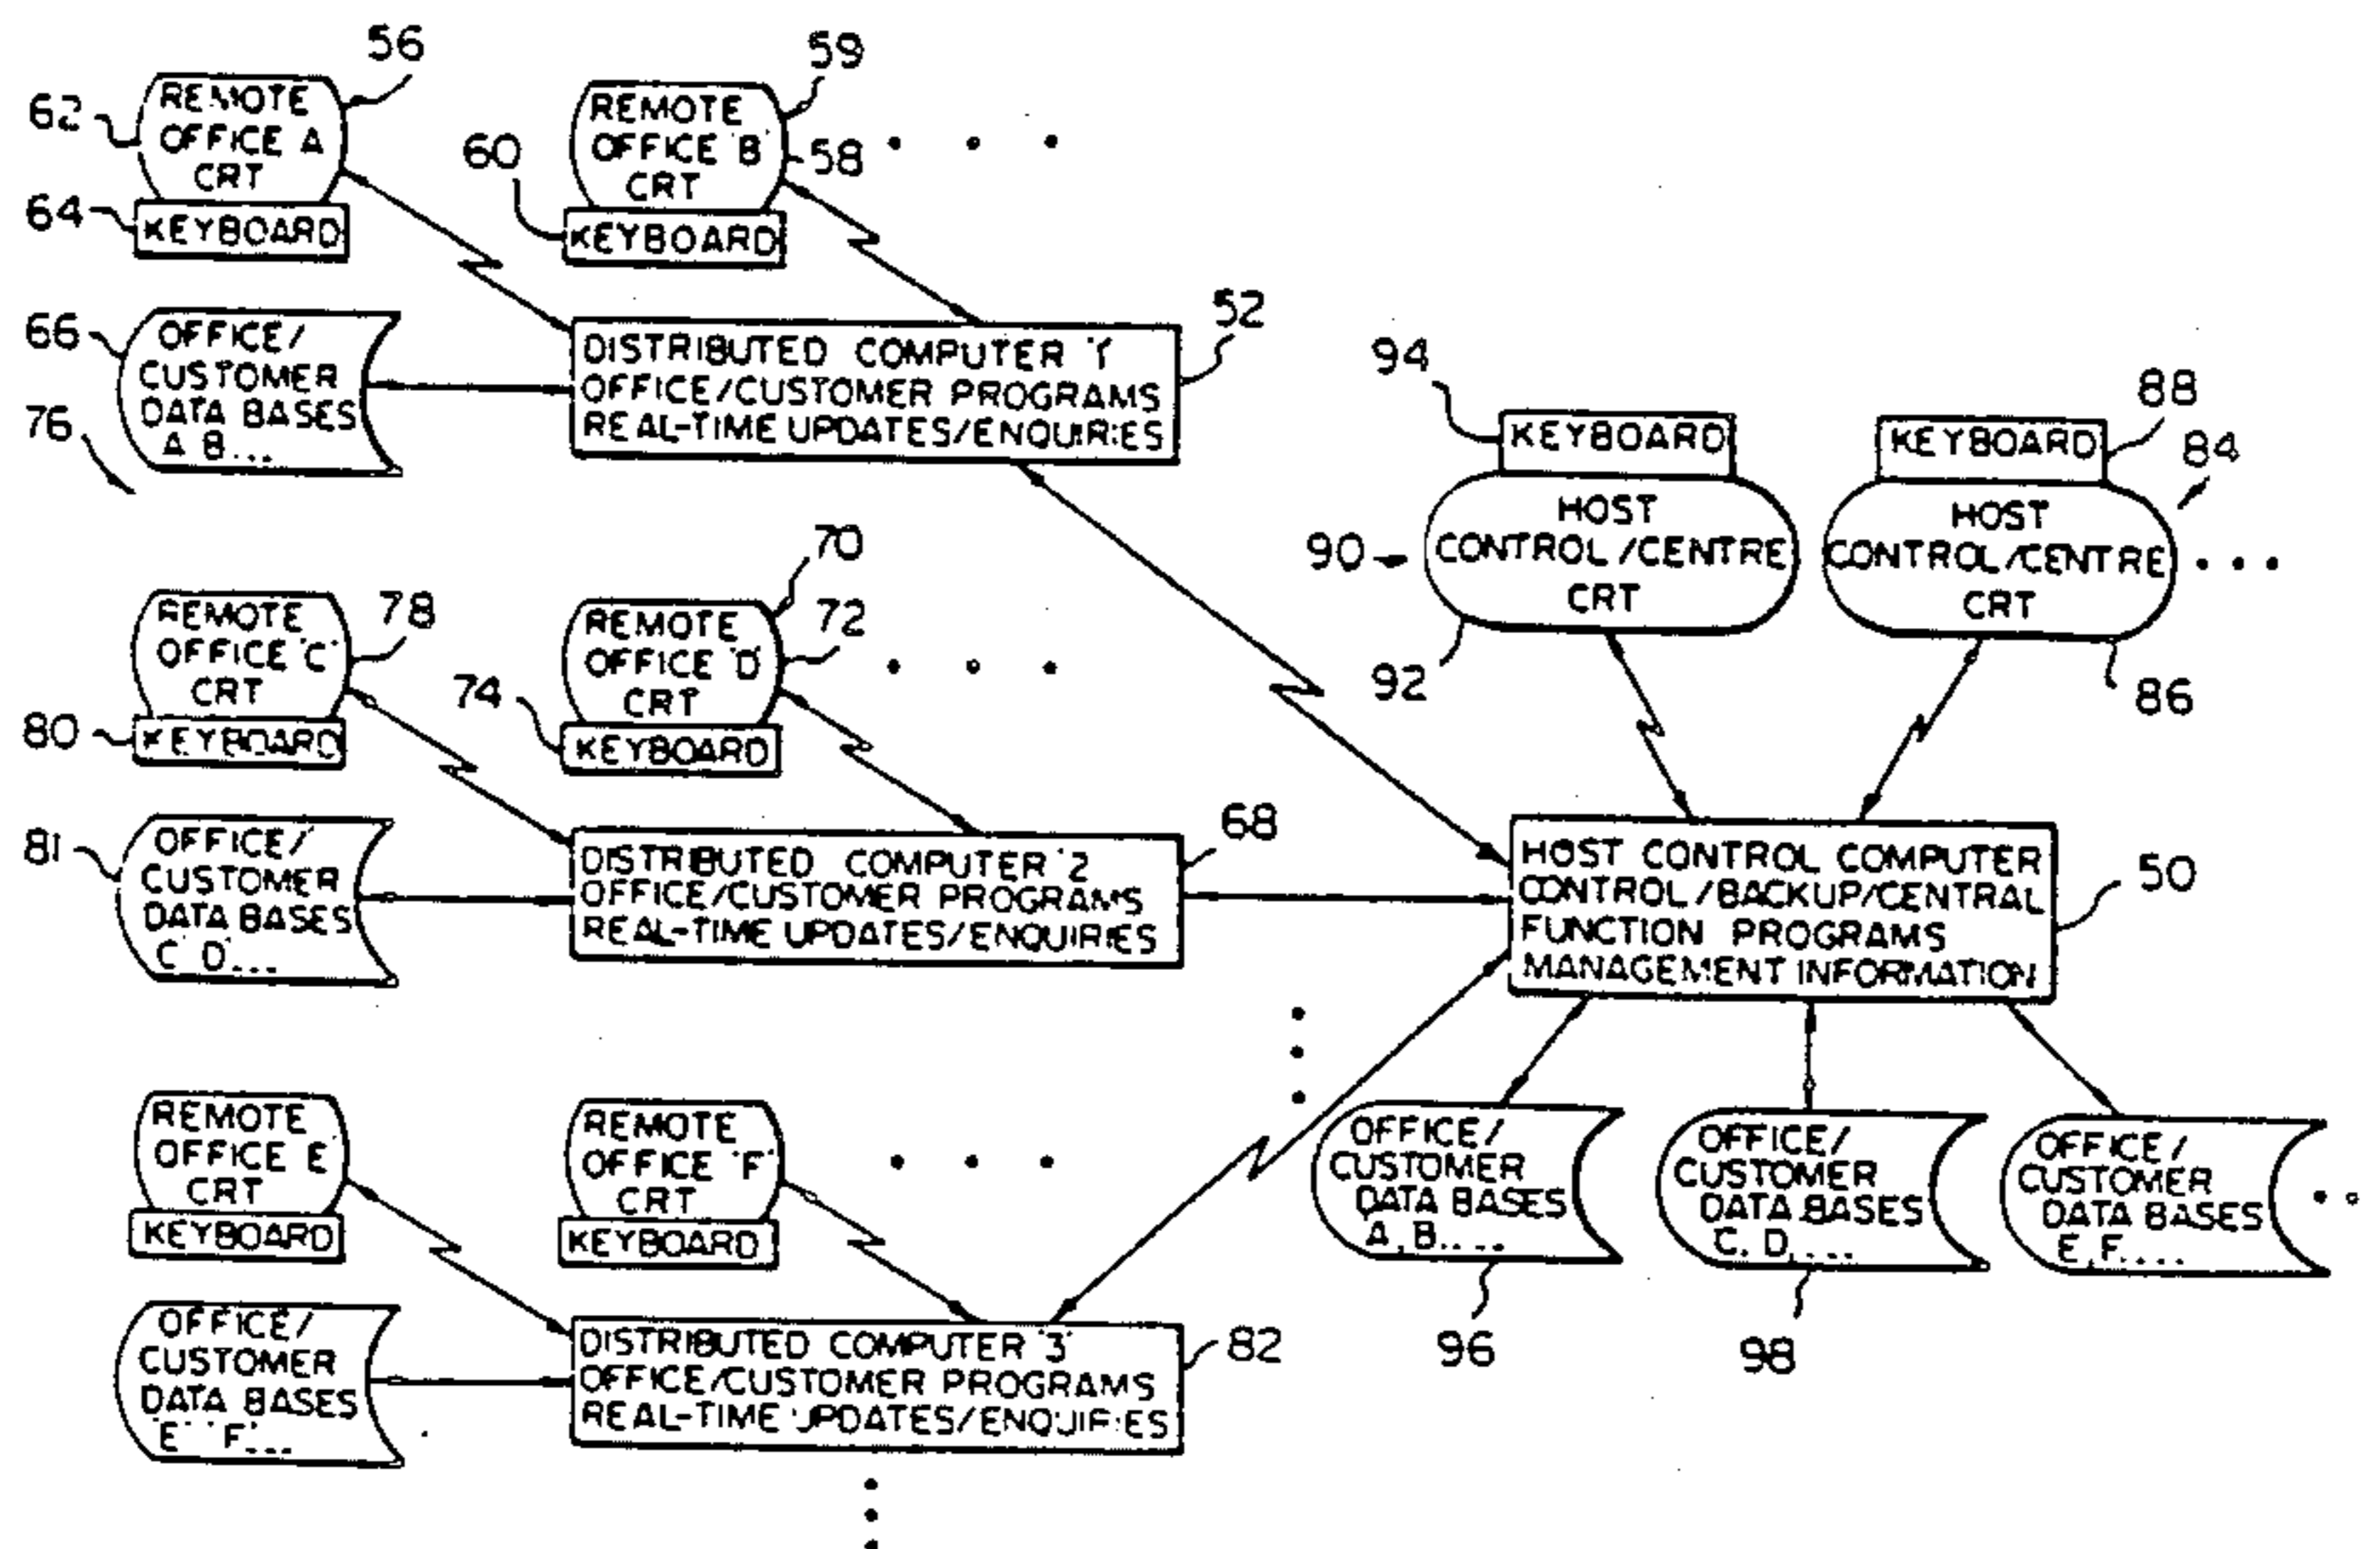 56
62
REMOTE
OFFICE A
CRT
64
KEYBOARD
59
REMOTE
OFFICE 'B'
58
CRT
60
KEYBOARD
66
OFFICE/
CUSTOMER
DATA BASES
A B...
76
52
DISTRIBUTED COMPUTER '1'
OFFICE/CUSTOMER PROGRAMS
REAL-TIME UPDATES/ENQUIRIES
94
KEYBOARD
HOST
CONTROL/CENTRE
CRT
90
92
88
KEYBOARD
84
HOST
CONTROL/CENTRE
CRT
86
REMOTE
OFFICE 'C'
CRT
78
80
KEYBOARD
70
REMOTE
OFFICE 'D'
CRT
72
74
KEYBOARD
81
OFFICE/
CUSTOMER
DATA BASES
'C' 'D'...
68
DISTRIBUTED COMPUTER '2
OFFICE/CUSTOMER PROGRAMS
REAL-TIME UPDATES/ENQUIRIES
HOST CONTROL COMPUTER
CONTROL/BACKUP/CENTRAL
FUNCTION PROGRAMS
MANAGEMENT INFORMATION
50
REMOTE
OFFICE E'
CRT
KEYBOARD
REMOTE
OFFICE 'F'
CRT
KEYBOARD
OFFICE/
CUSTOMER
DATA BASES
'E' 'F'...
DISTRIBUTED COMPUTER '3'
OFFICE/CUSTOMER PROGRAMS
REAL-TIME UPDATES/ENQUIRIES
82
OFFICE/
CUSTOMER
DATA BASES
A, B....
96
OFFICE/
CUSTOMER
DATA BASES
C, D,....
98
OFFICE/
CUSTOMER
DATA BASES
E, F....